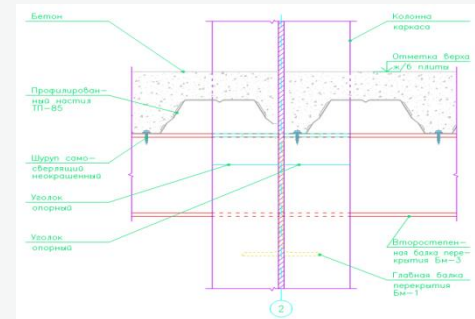 Бетон
Профилирован-
ный настил
ТП-85
Шуруп само-
сверлящий
неокрашенный
Уголок
опорный
Уголок
опорный
Колонна
каркаса
Отметка верха
ж/б плиты
Второстепен-
ная балка пере-
крытия Бм-3
Главная балка
перекрытия
Бм-1
2